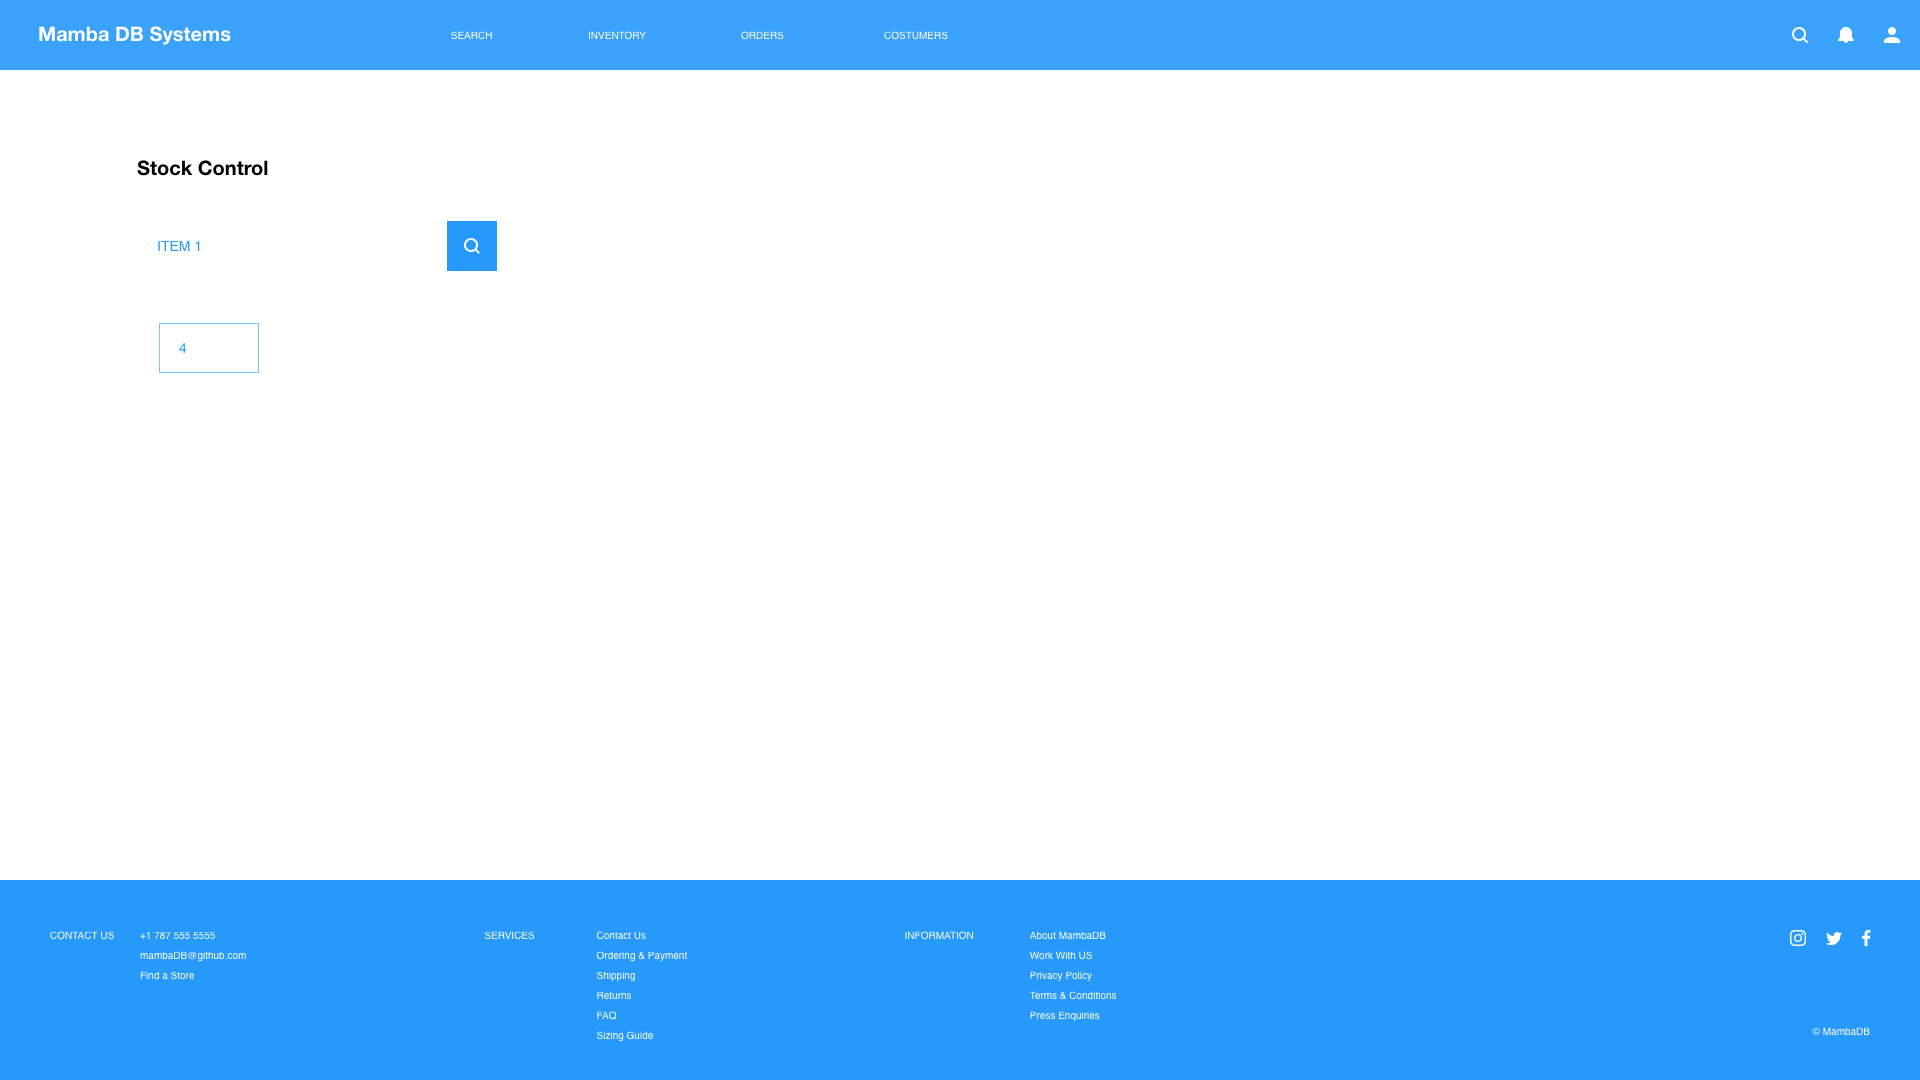 Mamba DB Systems
SEARCH
INVENTORY
ORDERS
COSTUMERS
Stock Control
ITEM 1
4
CONTACT US
+1 787 555 5555
mambaDB@github.com
Find a Store
SERVICES
Contact Us
Ordering & Payment
Shipping
Returns
FAQ
Sizing Guide
INFORMATION
About MambaDB
Work With US
Privacy Policy
Terms & Conditions
Press Enquiries
© MambaDB